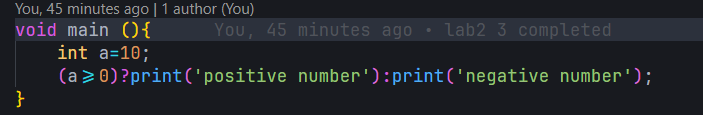 You, 45 minutes ago | 1 author (You)
void main (){ You, 45 minutes ago • lab2 3 completed
int a=10;
(a>=0)?print('positive number'):print('negative number');
}